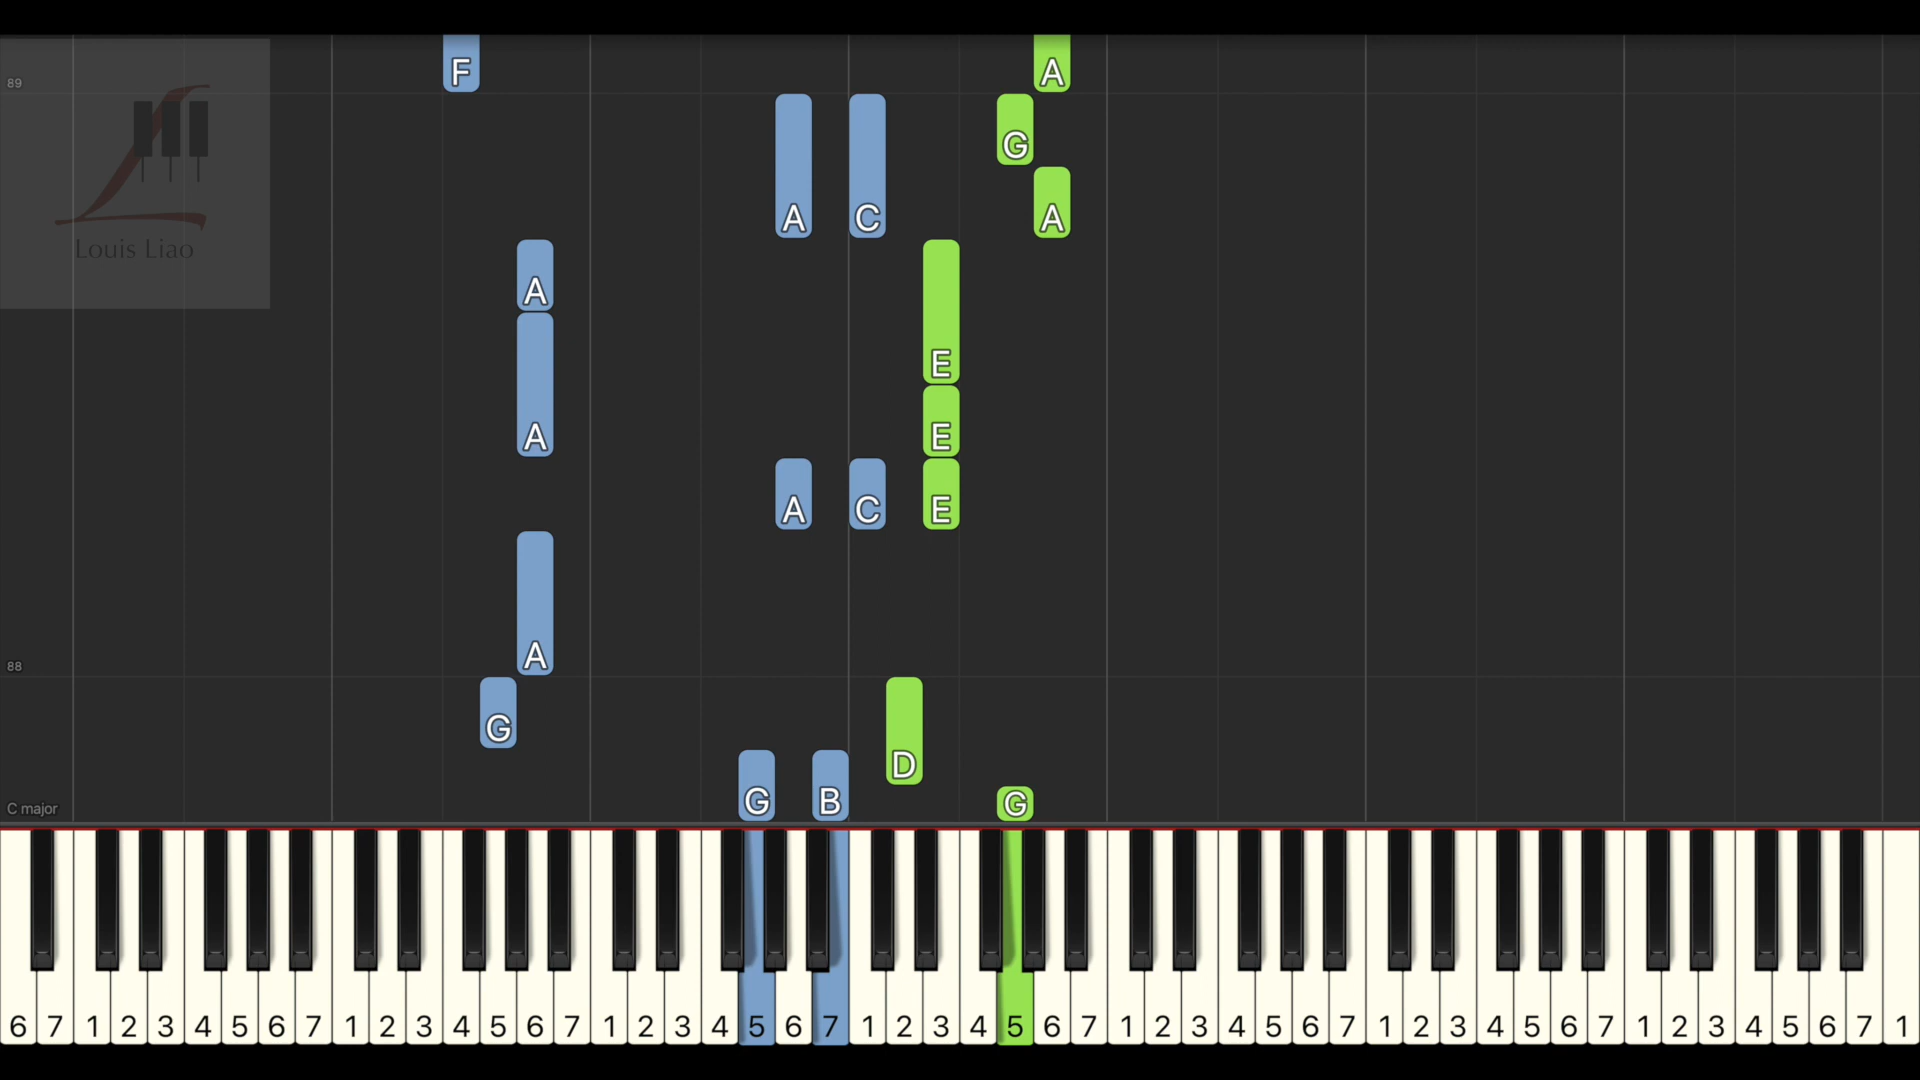 F A
89
G
A C A
Louis Liao
A
E
A E
A C E
A
88
G
D
G B G
C major
6 7 1 2 3 4 5 6 7 1 2 3 4 5 6 7 1 2 3 4 5 6 7 1 2 3 4 5 6 7 1 2 3 4 5 6 7 1 2 3 4 5 6 7 1 2 3 4 5 6 7 1